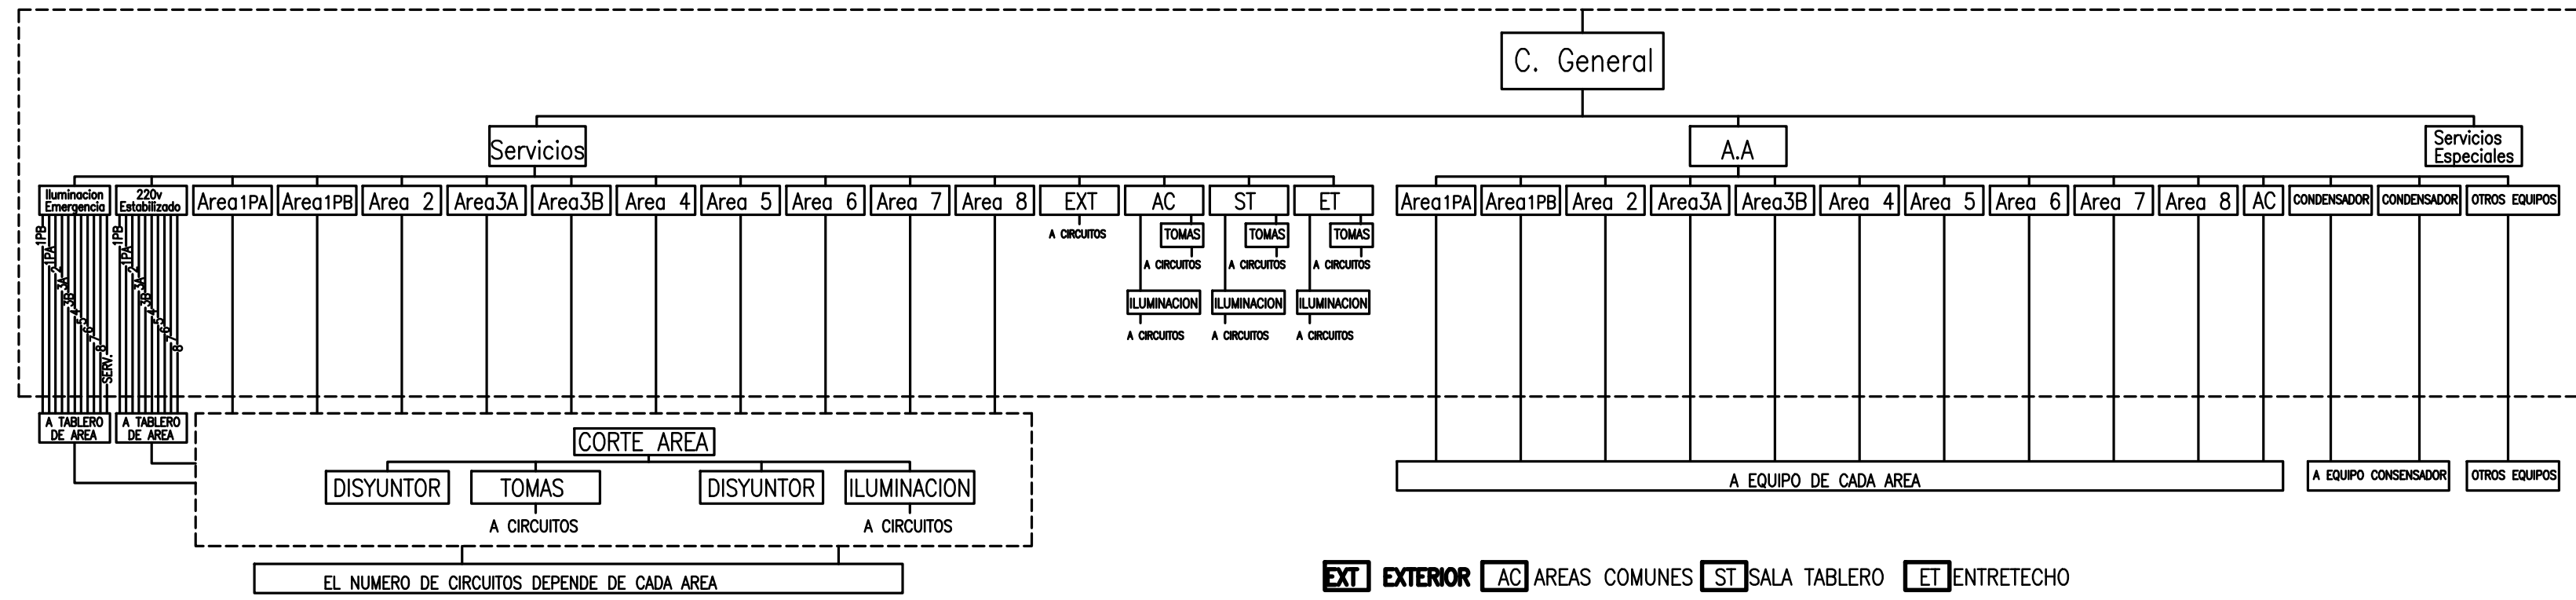 C. General
Servicios
A.A
Servicios
Especiales
Iluminacion
Emergencia
220v
Estabilizado
Area1PA
Area1PB
Area 2
Area3A
Area3B
Area 4
Area 5
Area 6
Area 7
Area 8
EXT
AC
ST
ET
Area1PA
Area1PB
Area 2
Area3A
Area3B
Area 4
Area 5
Area 6
Area 7
Area 8
AC
CONDENSADOR
CONDENSADOR
OTROS EQUIPOS
1PB
1PA
2
3A
3B
4
5
6
7
8
SERV.
1PB
1PA
2
3A
3B
4
5
6
7
8
A CIRCUITOS
TOMAS
TOMAS
TOMAS
A CIRCUITOS
A CIRCUITOS
A CIRCUITOS
ILUMINACION
ILUMINACION
ILUMINACION
A CIRCUITOS
A CIRCUITOS
A CIRCUITOS
A TABLERO
DE AREA
A TABLERO
DE AREA
CORTE AREA
DISYUNTOR
TOMAS
DISYUNTOR
ILUMINACION
A CIRCUITOS
A CIRCUITOS
A EQUIPO DE CADA AREA
A EQUIPO CONSENSADOR
OTROS EQUIPOS
EL NUMERO DE CIRCUITOS DEPENDE DE CADA AREA
EXT EXTERIOR AC AREAS COMUNES ST SALA TABLERO ET ENTRETECHO